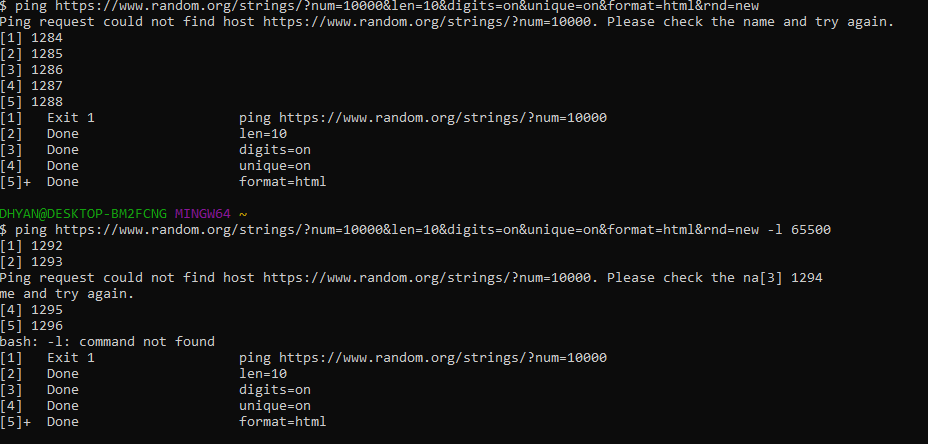 $ ping https://www.random.org/strings/?num=10000&len=10&digits=on&unique=on&format=html&rnd=new
Ping request could not find host https://www.random.org/strings/?num=10000. Please check the name and try again.
[1] 1284
[2] 1285
[3] 1286
[4] 1287
[5] 1288
[1]   Exit 1                  ping https://www.random.org/strings/?num=10000
[2]   Done                    len=10
[3]   Done                    digits=on
[4]   Done                    unique=on
[5]+  Done                    format=html
DHYAN@DESKTOP-BM2FCNG MINGW64 ~
$ ping https://www.random.org/strings/?num=10000&len=10&digits=on&unique=on&format=html&rnd=new -l 65500
[1] 1292
[2] 1293
Ping request could not find host https://www.random.org/strings/?num=10000. Please check the na[3] 1294
me and try again.
[4] 1295
[5] 1296
bash: -l: command not found
[1]   Exit 1                  ping https://www.random.org/strings/?num=10000
[2]   Done                    len=10
[3]   Done                    digits=on
[4]   Done                    unique=on
[5]+  Done                    format=html